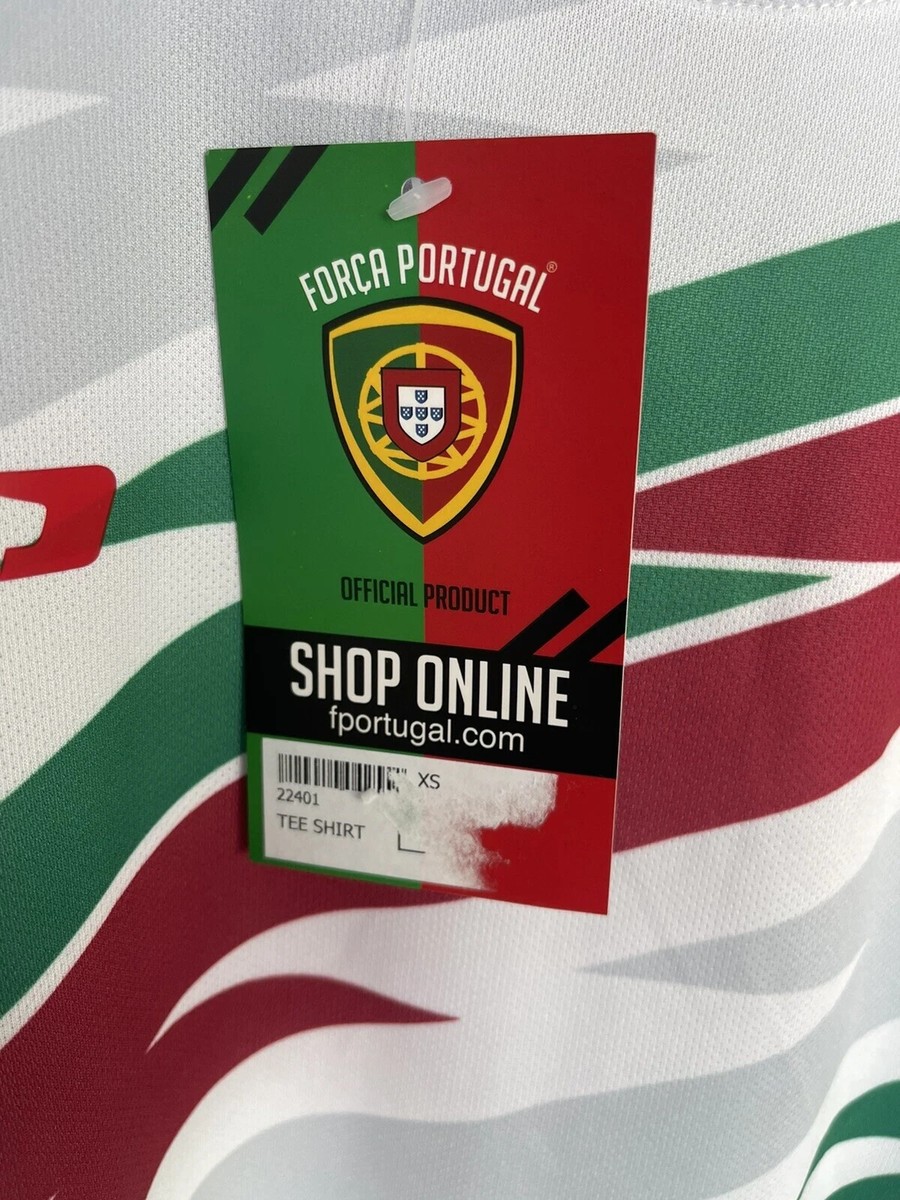 FORÇA PORTUGAL®
OFFICIAL PRODUCT
SHOP ONLINE
fportugal.com
XS
22401
TEE SHIRT